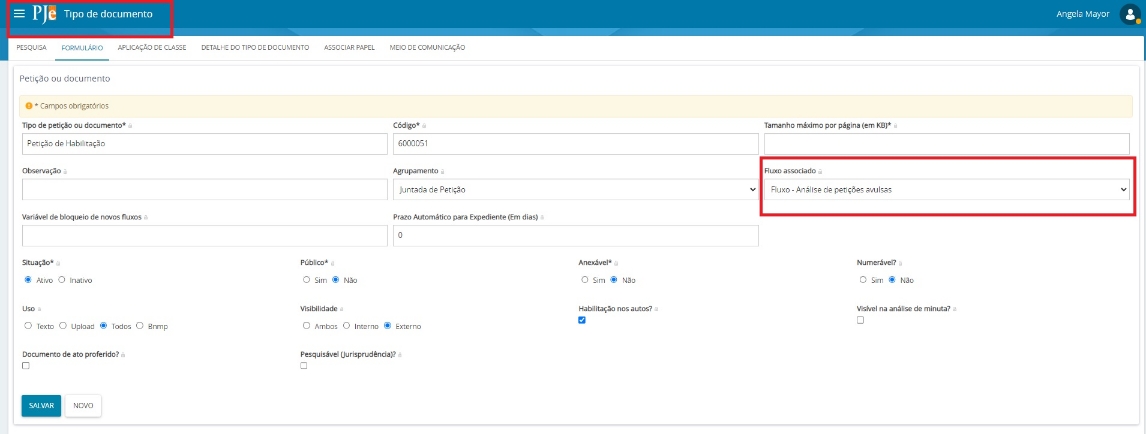 PJe Tipo de documento Angela Mayor
PESQUISA FORMULÁRIO APLICAÇÃO DE CLASSE DETALHE DO TIPO DE DOCUMENTO ASSOCIAR PAPEL MEIO DE COMUNICAÇÃO
Petição ou documento
* Campos obrigatórios
Tipo de petição ou documento* Código* Tamanho máximo por página (em KB)*
Petição de Habilitação 6000051
Observação Agrupamento Fluxo associado
Juntada de Petição Fluxo - Análise de petições avulsas
Variável de bloqueio de novos fluxos Prazo Automático para Expediente (Em dias)
0
Situação* Público* Anexável* Numerável?
Ativo Inativo Sim Não Sim Não Sim Não
Uso Visibilidade Habilitação nos autos? Visível na análise de minuta?
Texto Upload Todos Bnmp Ambos Interno Externo
Documento de ato proferido? Pesquisável (Jurisprudência)?
SALVAR NOVO